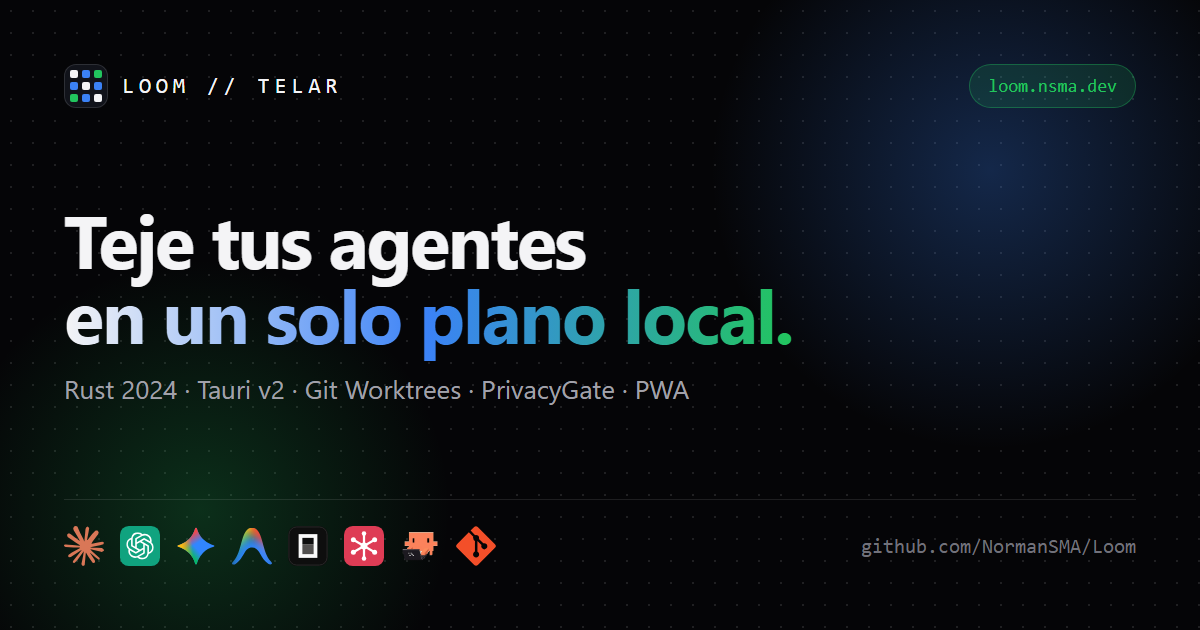 LOOM // TELAR
loom.nsma.dev
Teje tus agentes
en un solo plano local.
Rust 2024 · Tauri v2 · Git Worktrees · PrivacyGate · PWA
github.com/NormanSMA/Loom